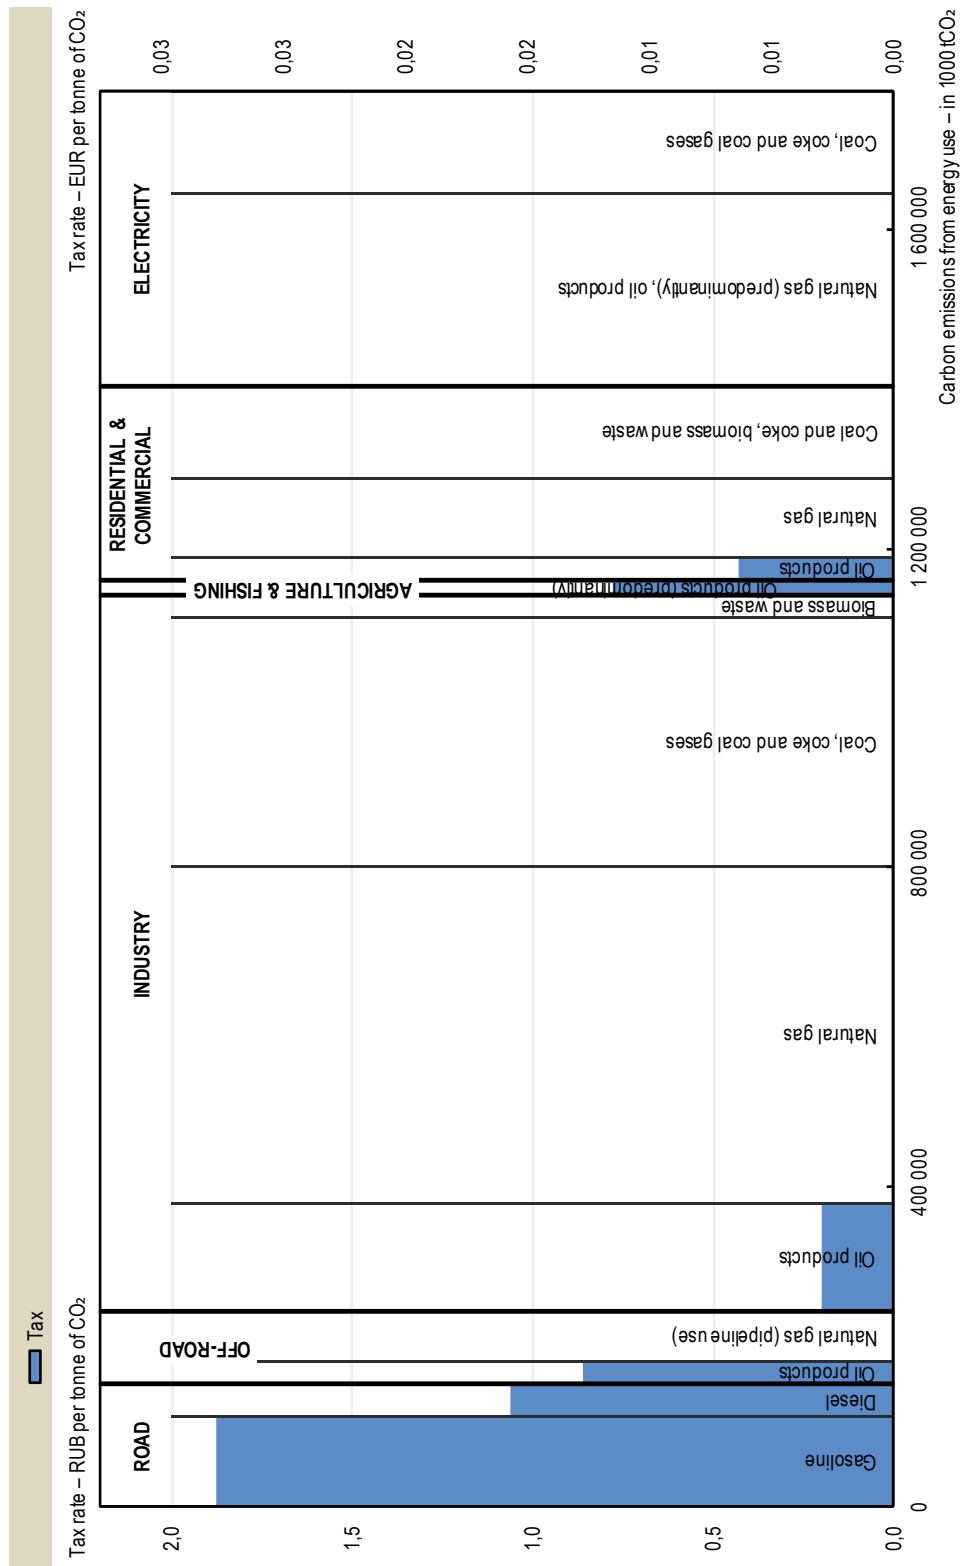 Tax
Tax rate – RUB per tonne of CO₂
Tax rate – EUR per tonne of CO₂
ROAD
OFF-ROAD
INDUSTRY
AGRICULTURE & FISHING
RESIDENTIAL &
COMMERCIAL
ELECTRICITY
2,0
1,5
1,0
0,5
0,0
0,03
0,03
0,02
0,02
0,01
0,01
0,00
Gasoline
Diesel
Oil products
Natural gas (pipeline use)
Oil products
Natural gas
Coal, coke and coal gases
Biomass and waste
Oil products (predominantly)
Oil products
Natural gas
Coal and coke, biomass and waste
Natural gas (predominantly), oil products
Coal, coke and coal gases
0
400 000
800 000
1 200 000
1 600 000
Carbon emissions from energy use – in 1000 tCO₂